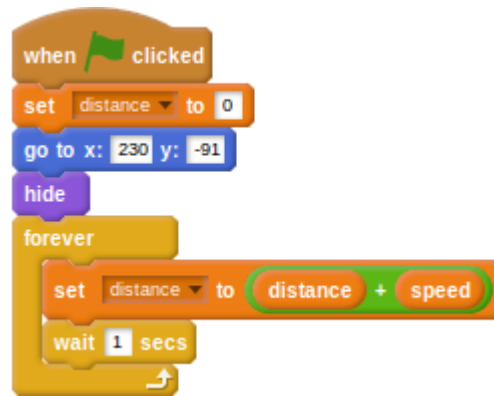 when clicked
set distance to 0
go to x: 230 y: -91
hide
forever
set distance to distance + speed
wait 1 secs